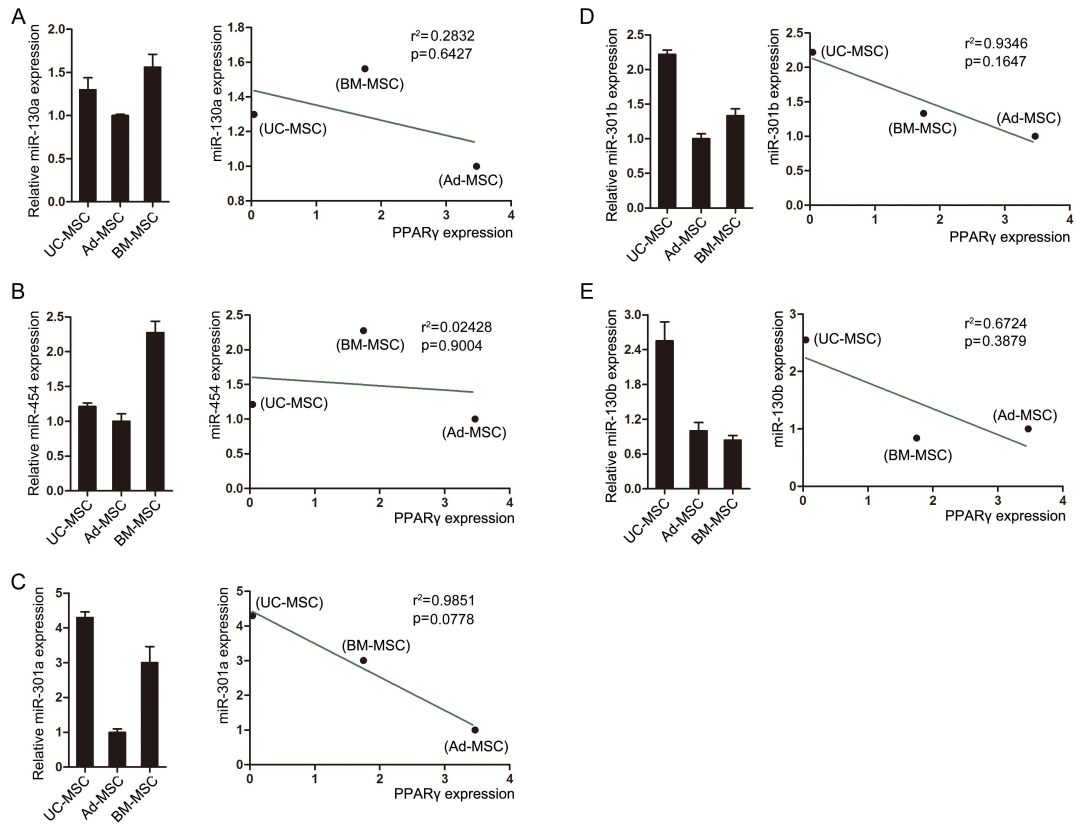 A
Relative miR-130a expression
2.0
1.5
1.0
0.5
0.0
UC-MSC
Ad-MSC
BM-MSC
miR-130a expression
1.8
1.6
1.4
1.2
1.0
0.8
r²=0.2832
p=0.6427
(BM-MSC)
(UC-MSC)
(Ad-MSC)
0 1 2 3 4
PPARγ expression
B
Relative miR-454 expression
2.5
2.0
1.5
1.0
0.5
0.0
UC-MSC
Ad-MSC
BM-MSC
miR-454 expression
2.5
2.0
1.5
1.0
0.5
0.0
r²=0.02428
p=0.9004
(BM-MSC)
(UC-MSC)
(Ad-MSC)
0 1 2 3 4
PPARγ expression
C
Relative miR-301a expression
5
4
3
2
1
0
UC-MSC
Ad-MSC
BM-MSC
miR-301a expression
5
4
3
2
1
0
(UC-MSC)
r²=0.9851
p=0.0778
(BM-MSC)
(Ad-MSC)
0 1 2 3 4
PPARγ expression
D
Relative miR-301b expression
2.5
2.0
1.5
1.0
0.5
0.0
UC-MSC
Ad-MSC
BM-MSC
miR-301b expression
2.5
2.0
1.5
1.0
0.5
0.0
(UC-MSC)
r²=0.9346
p=0.1647
(BM-MSC)
(Ad-MSC)
0 1 2 3 4
PPARγ expression
E
Relative miR-130b expression
3.0
2.4
1.8
1.2
0.6
0.0
UC-MSC
Ad-MSC
BM-MSC
miR-130b expression
3
2
1
0
r²=0.6724
p=0.3879
(UC-MSC)
(Ad-MSC)
(BM-MSC)
0 1 2 3 4
PPARγ expression